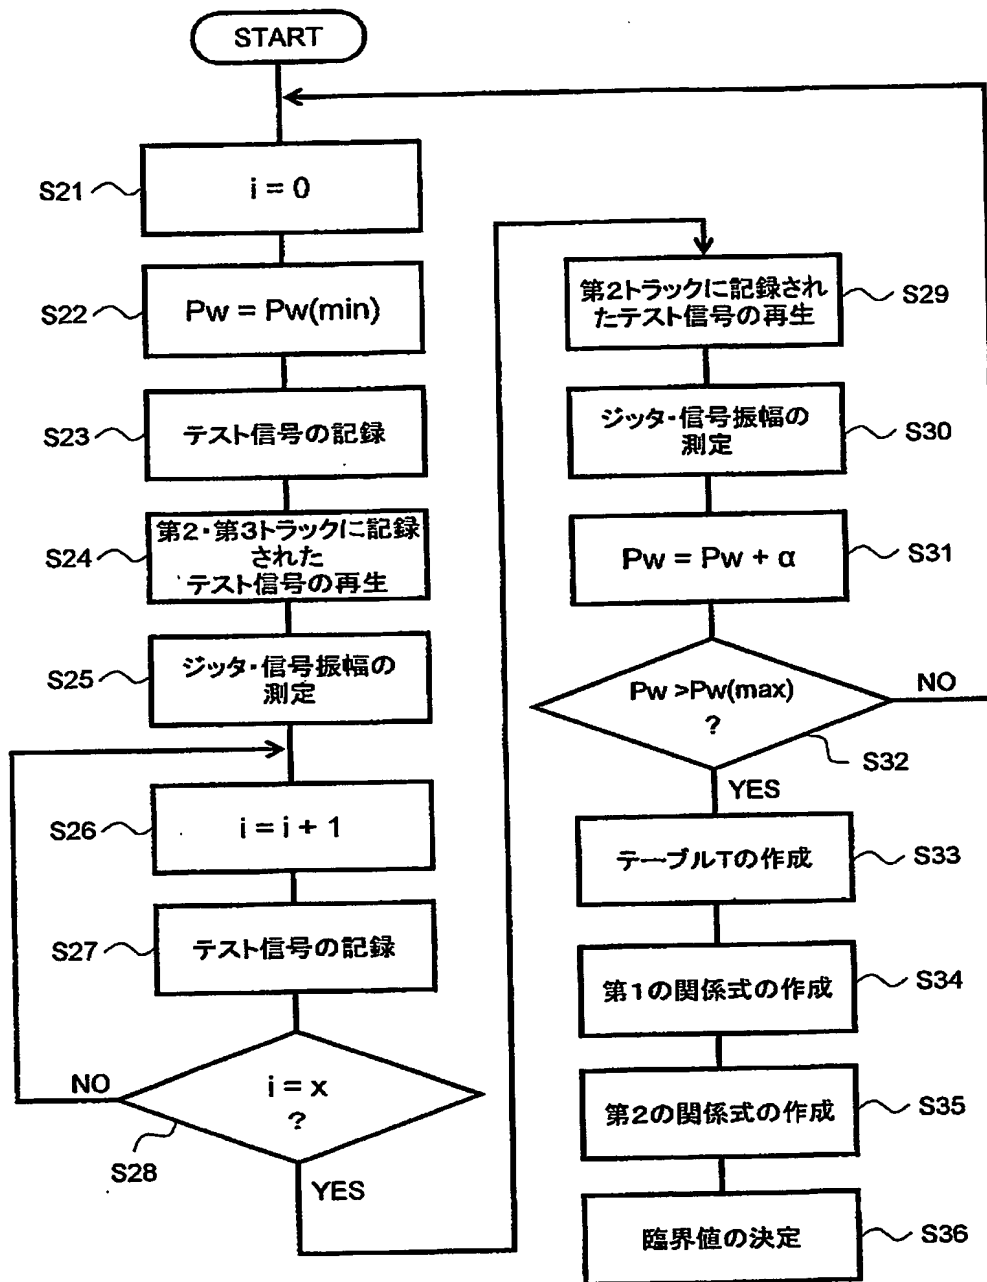 START
S21
i = 0
S22
Pw = Pw(min)
S23
テスト信号の記録
S24
第2・第3トラックに記録
された
テスト信号の再生
S25
ジッタ・信号振幅の
測定
S26
i = i + 1
S27
テスト信号の記録
NO
i = x
?
S28
YES
第2トラックに記録され
たテスト信号の再生
S29
ジッタ・信号振幅の
測定
S30
Pw = Pw + α
S31
Pw >Pw(max)
?
NO
S32
YES
テーブルTの作成
S33
第1の関係式の作成
S34
第2の関係式の作成
S35
臨界値の決定
S36